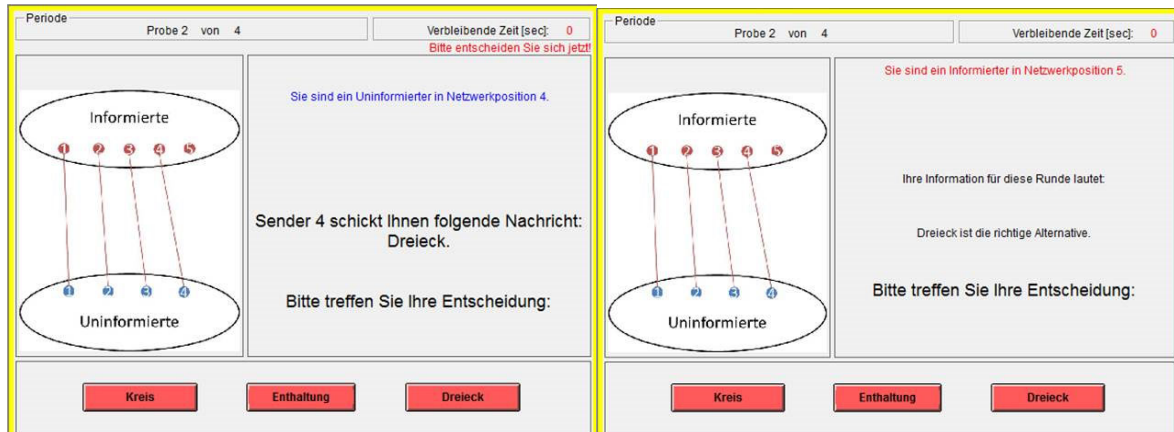 Periode
Probe 2 von 4
Verbleibende Zeit [sec]: 0
Bitte entscheiden Sie sich jetzt!
Informierte
1 2 3 4 5
1 2 3 4
Uninformierte
Sie sind ein Uninformierter in Netzwerkposition 4.
Sender 4 schickt Ihnen folgende Nachricht:
Dreieck.
Bitte treffen Sie Ihre Entscheidung:
Kreis
Enthaltung
Dreieck
Periode
Probe 2 von 4
Verbleibende Zeit [sec]: 0
Informierte
1 2 3 4 5
1 2 3 4
Uninformierte
Sie sind ein Informierter in Netzwerkposition 5.
Ihre Information für diese Runde lautet:
Dreieck ist die richtige Alternative.
Bitte treffen Sie Ihre Entscheidung:
Kreis
Enthaltung
Dreieck